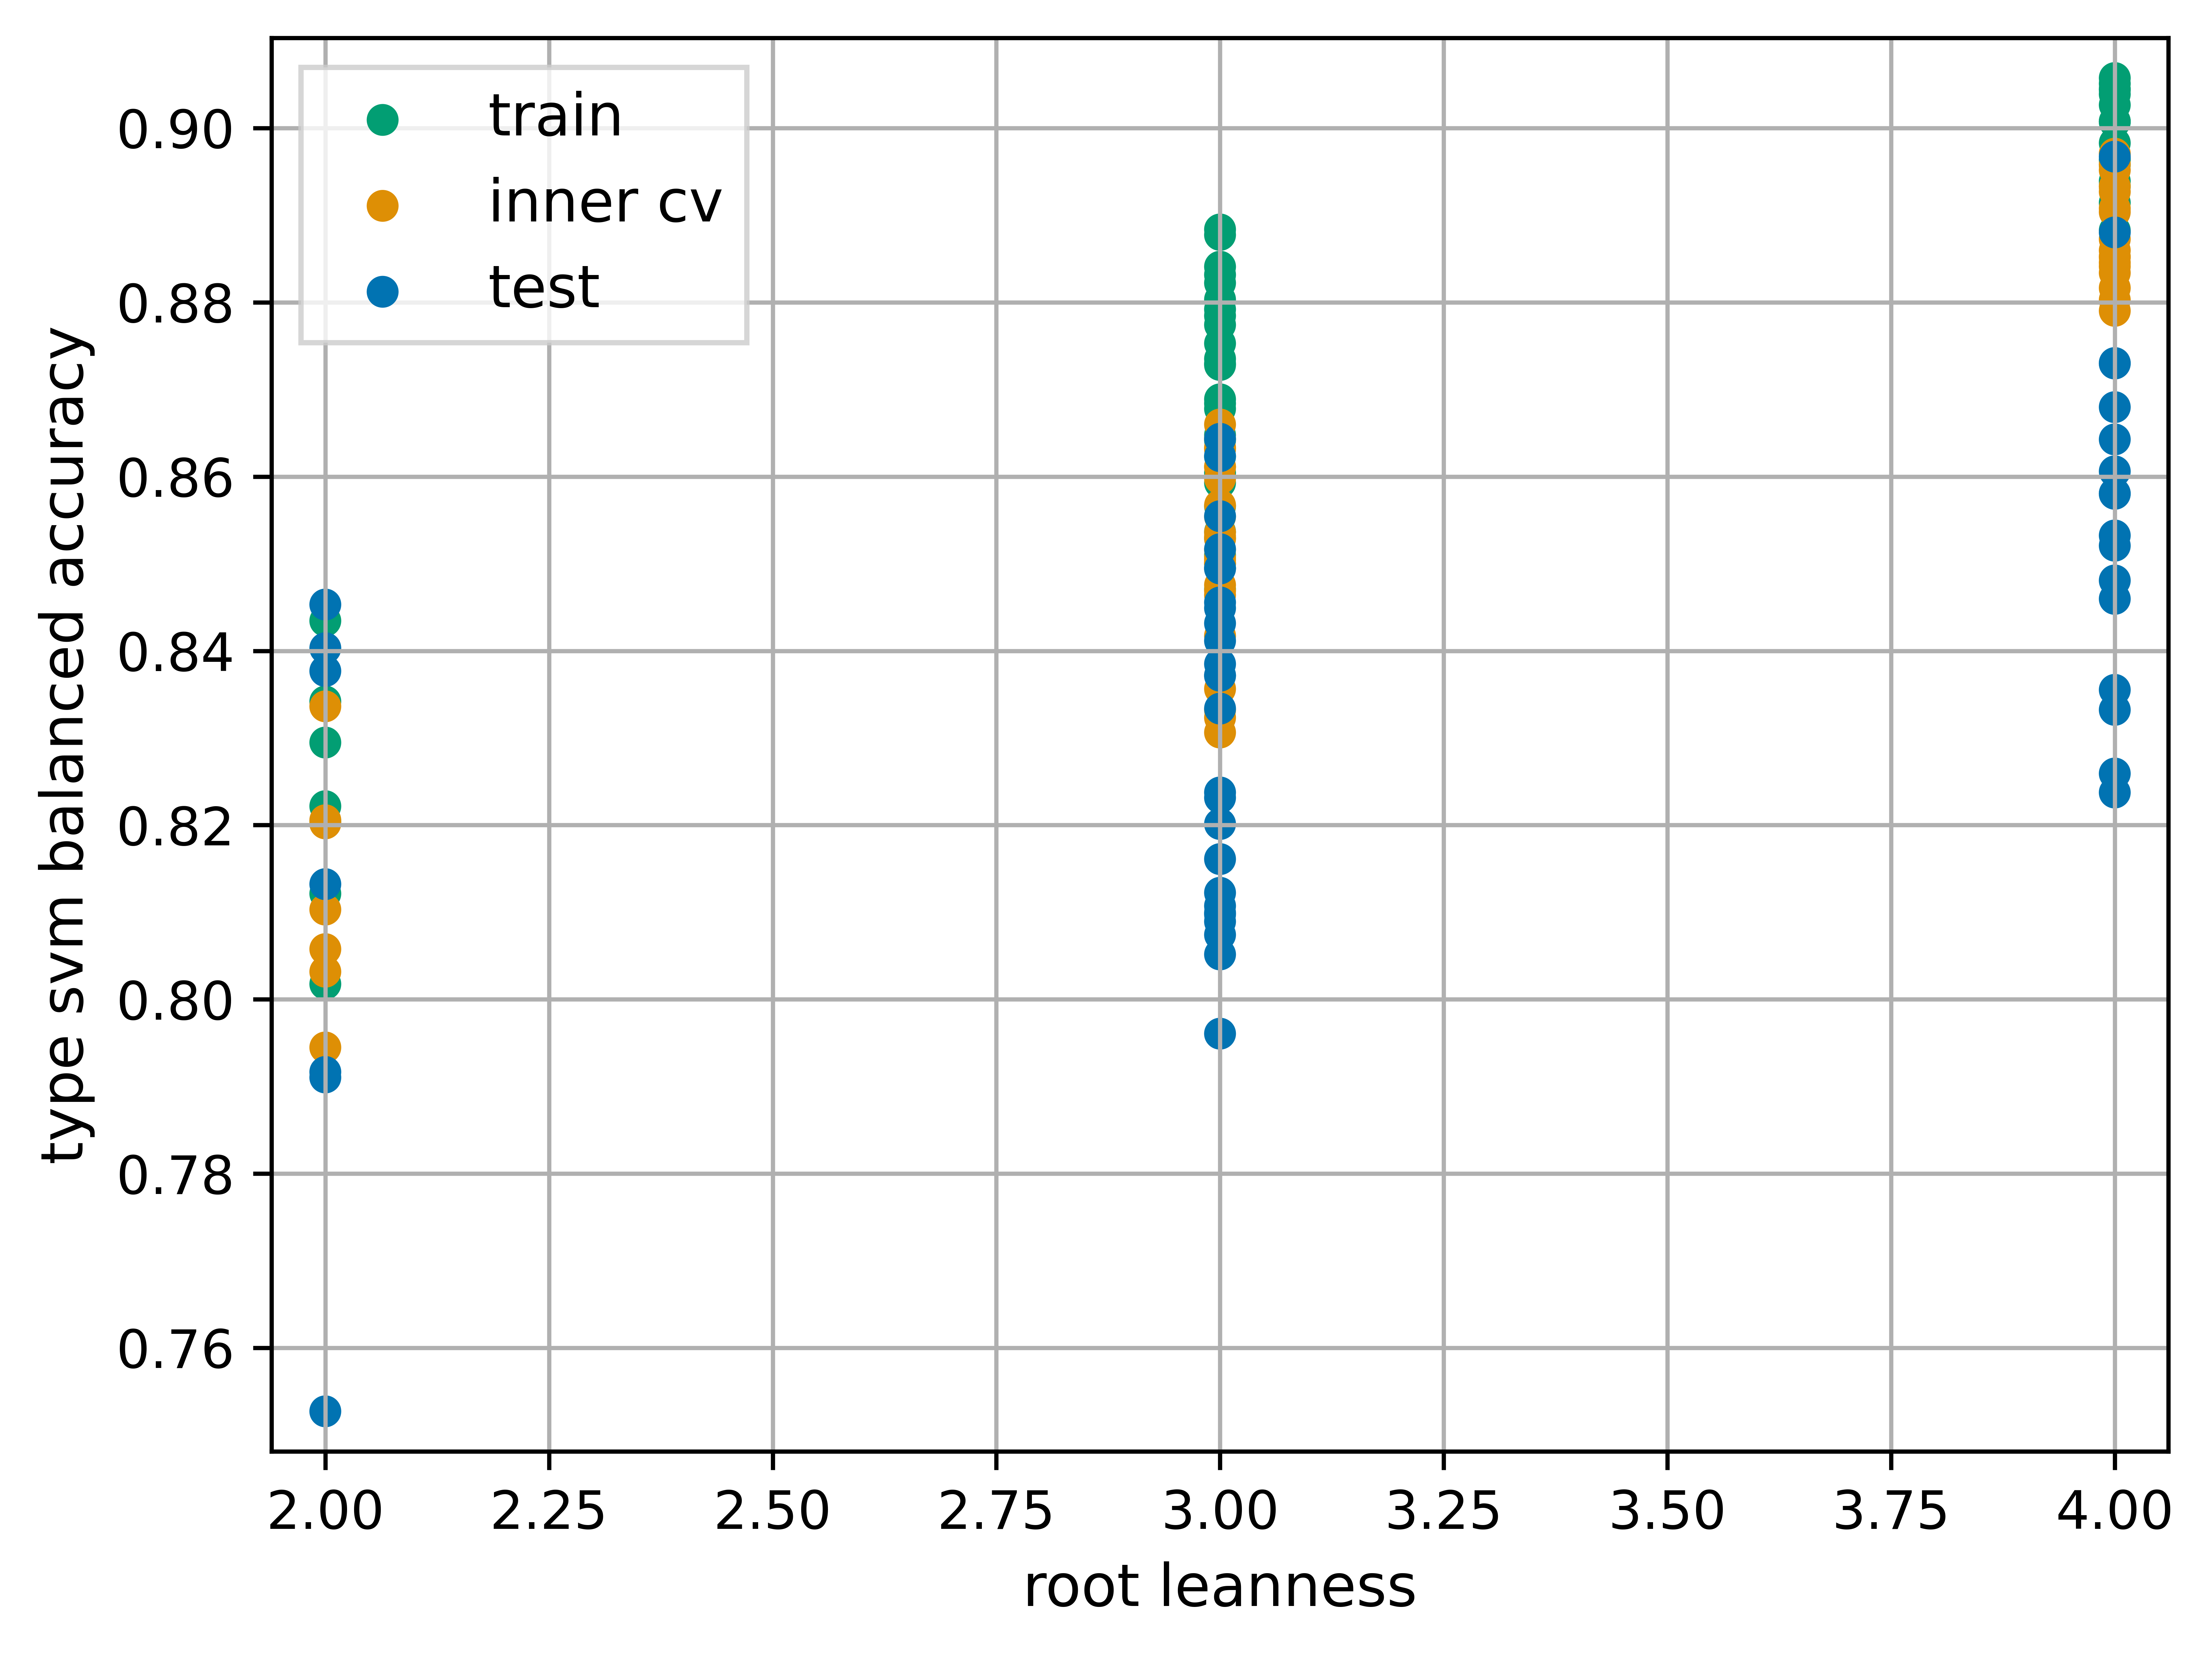 train
inner cv
test
0.90
0.88
0.86
0.84
0.82
0.80
0.78
0.76
type svm balanced accuracy
2.00 2.25 2.50 2.75 3.00 3.25 3.50 3.75 4.00
root leanness